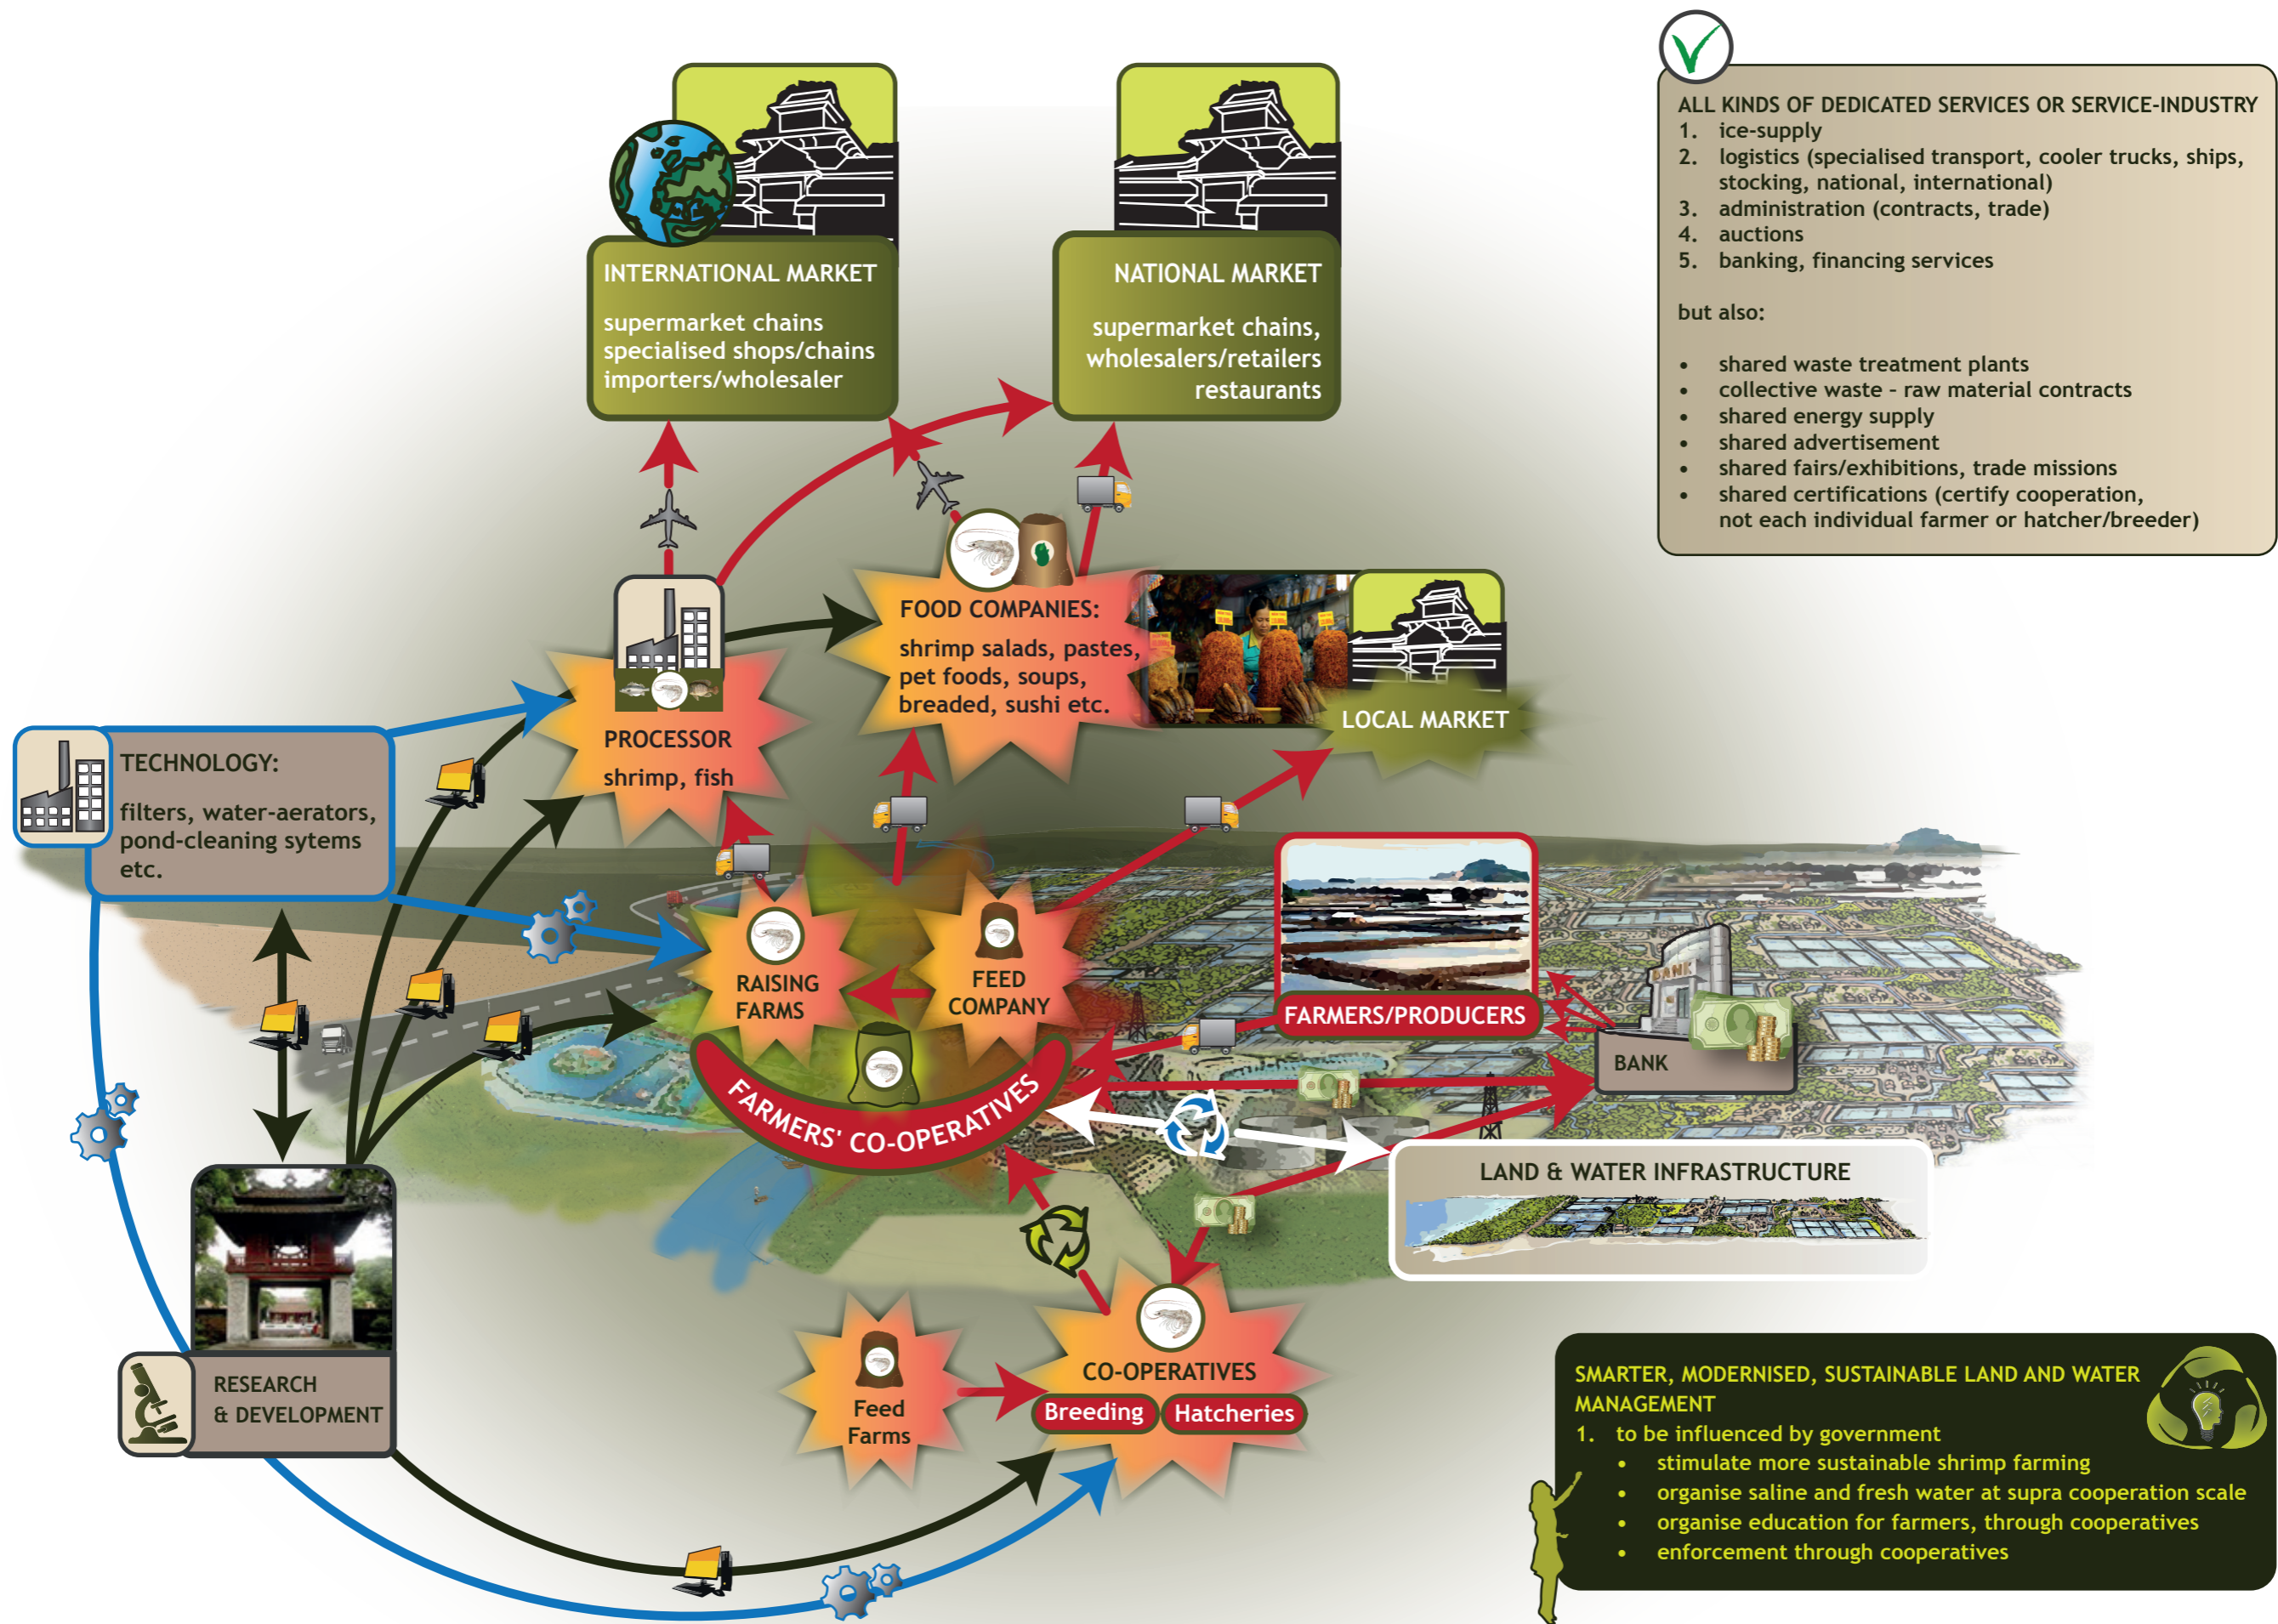 ALL KINDS OF DEDICATED SERVICES OR SERVICE-INDUSTRY
1. ice-supply
2. logistics (specialised transport, cooler trucks, ships,
stocking, national, international)
3. administration (contracts, trade)
4. auctions
5. banking, financing services
but also:
• shared waste treatment plants
• collective waste – raw material contracts
• shared energy supply
• shared advertisement
• shared fairs/exhibitions, trade missions
• shared certifications (certify cooperation,
not each individual farmer or hatcher/breeder)
INTERNATIONAL MARKET
supermarket chains
specialised shops/chains
importers/wholesaler
NATIONAL MARKET
supermarket chains,
wholesalers/retailers
restaurants
FOOD COMPANIES:
shrimp salads, pastes,
pet foods, soups,
breaded, sushi etc.
LOCAL MARKET
PROCESSOR
shrimp, fish
TECHNOLOGY:
filters, water-aerators,
pond-cleaning sytems
etc.
RAISING
FARMS
FEED
COMPANY
FARMERS' CO-OPERATIVES
FARMERS/PRODUCERS
BANK
BANK
LAND & WATER INFRASTRUCTURE
RESEARCH
& DEVELOPMENT
Feed
Farms
CO-OPERATIVES
Breeding
Hatcheries
SMARTER, MODERNISED, SUSTAINABLE LAND AND WATER
MANAGEMENT
1. to be influenced by government
• stimulate more sustainable shrimp farming
• organise saline and fresh water at supra cooperation scale
• organise education for farmers, through cooperatives
• enforcement through cooperatives